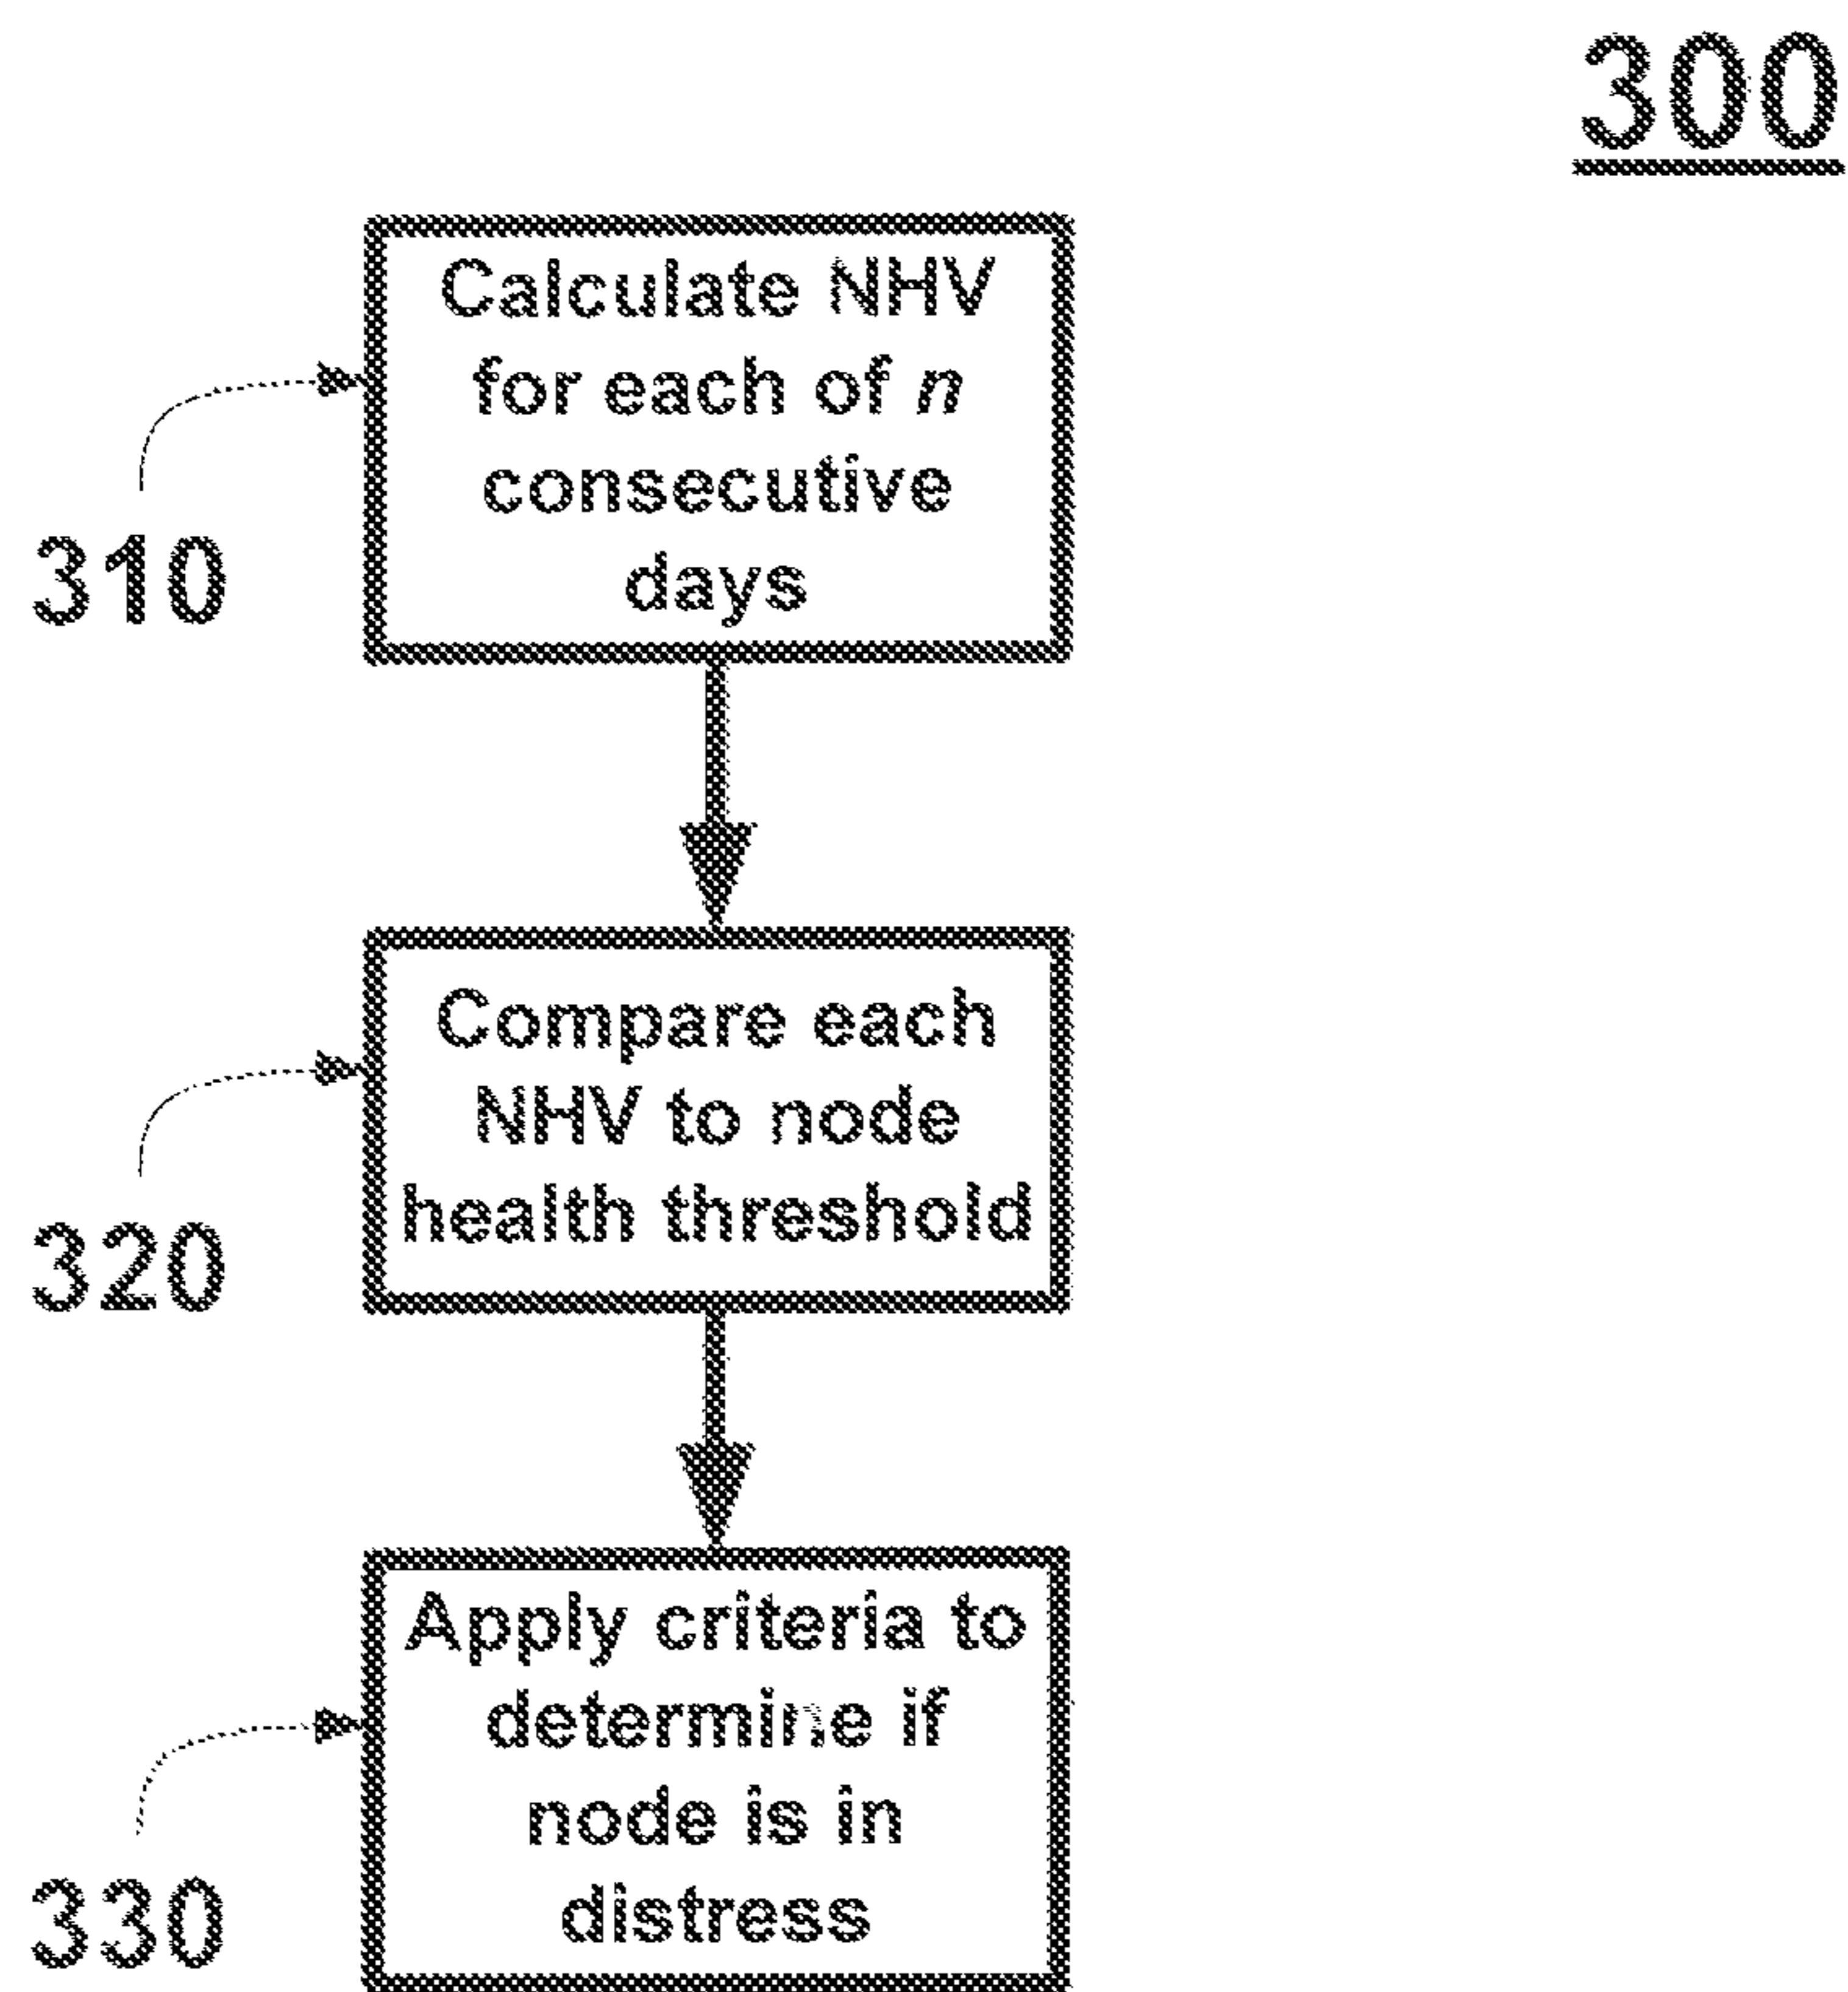 300
Calculate NHV
for each of n
consecutive
days
310
Compare each
NHV to node
health threshold
320
Apply criteria to
determine if
node is in
distress
330